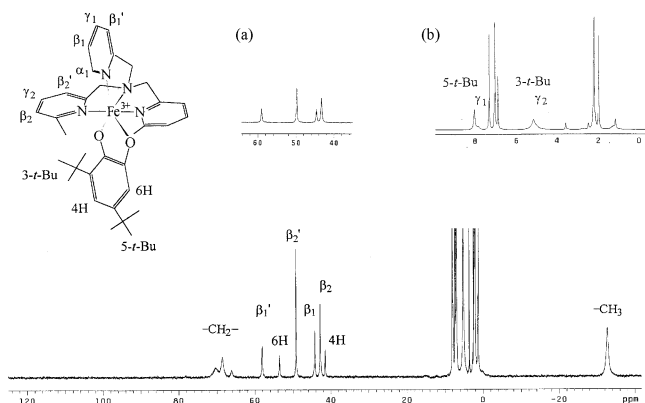 γ1
β1'
β1
α1
N
β2'
N
γ2
β2
N
Fe3+
N
O
O
3-t-Bu
6H
4H
5-t-Bu
(a)
60
50
40
(b)
5-t-Bu
γ1
3-t-Bu
γ2
8
6
4
2
0
–CH2–
β1'
6H
β2'
β1
β2
4H
–CH3
120
100
80
60
40
20
0
–20
ppm